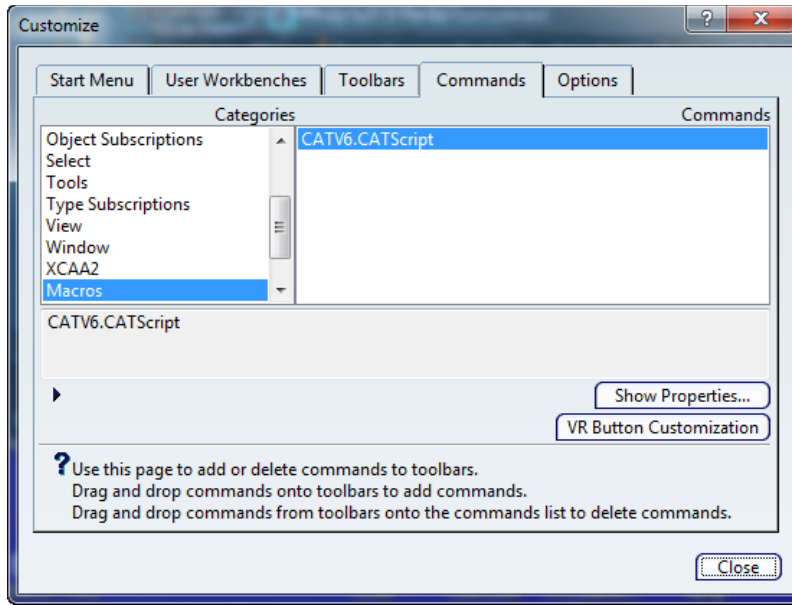 Customize
?
X
Start Menu
User Workbenches
Toolbars
Commands
Options
Categories
Commands
Object Subscriptions
Select
Tools
Type Subscriptions
View
Window
XCAA2
Macros
CATV6.CATScript
CATV6.CATScript
Show Properties...
VR Button Customization
? Use this page to add or delete commands to toolbars.
Drag and drop commands onto toolbars to add commands.
Drag and drop commands from toolbars onto the commands list to delete commands.
Close